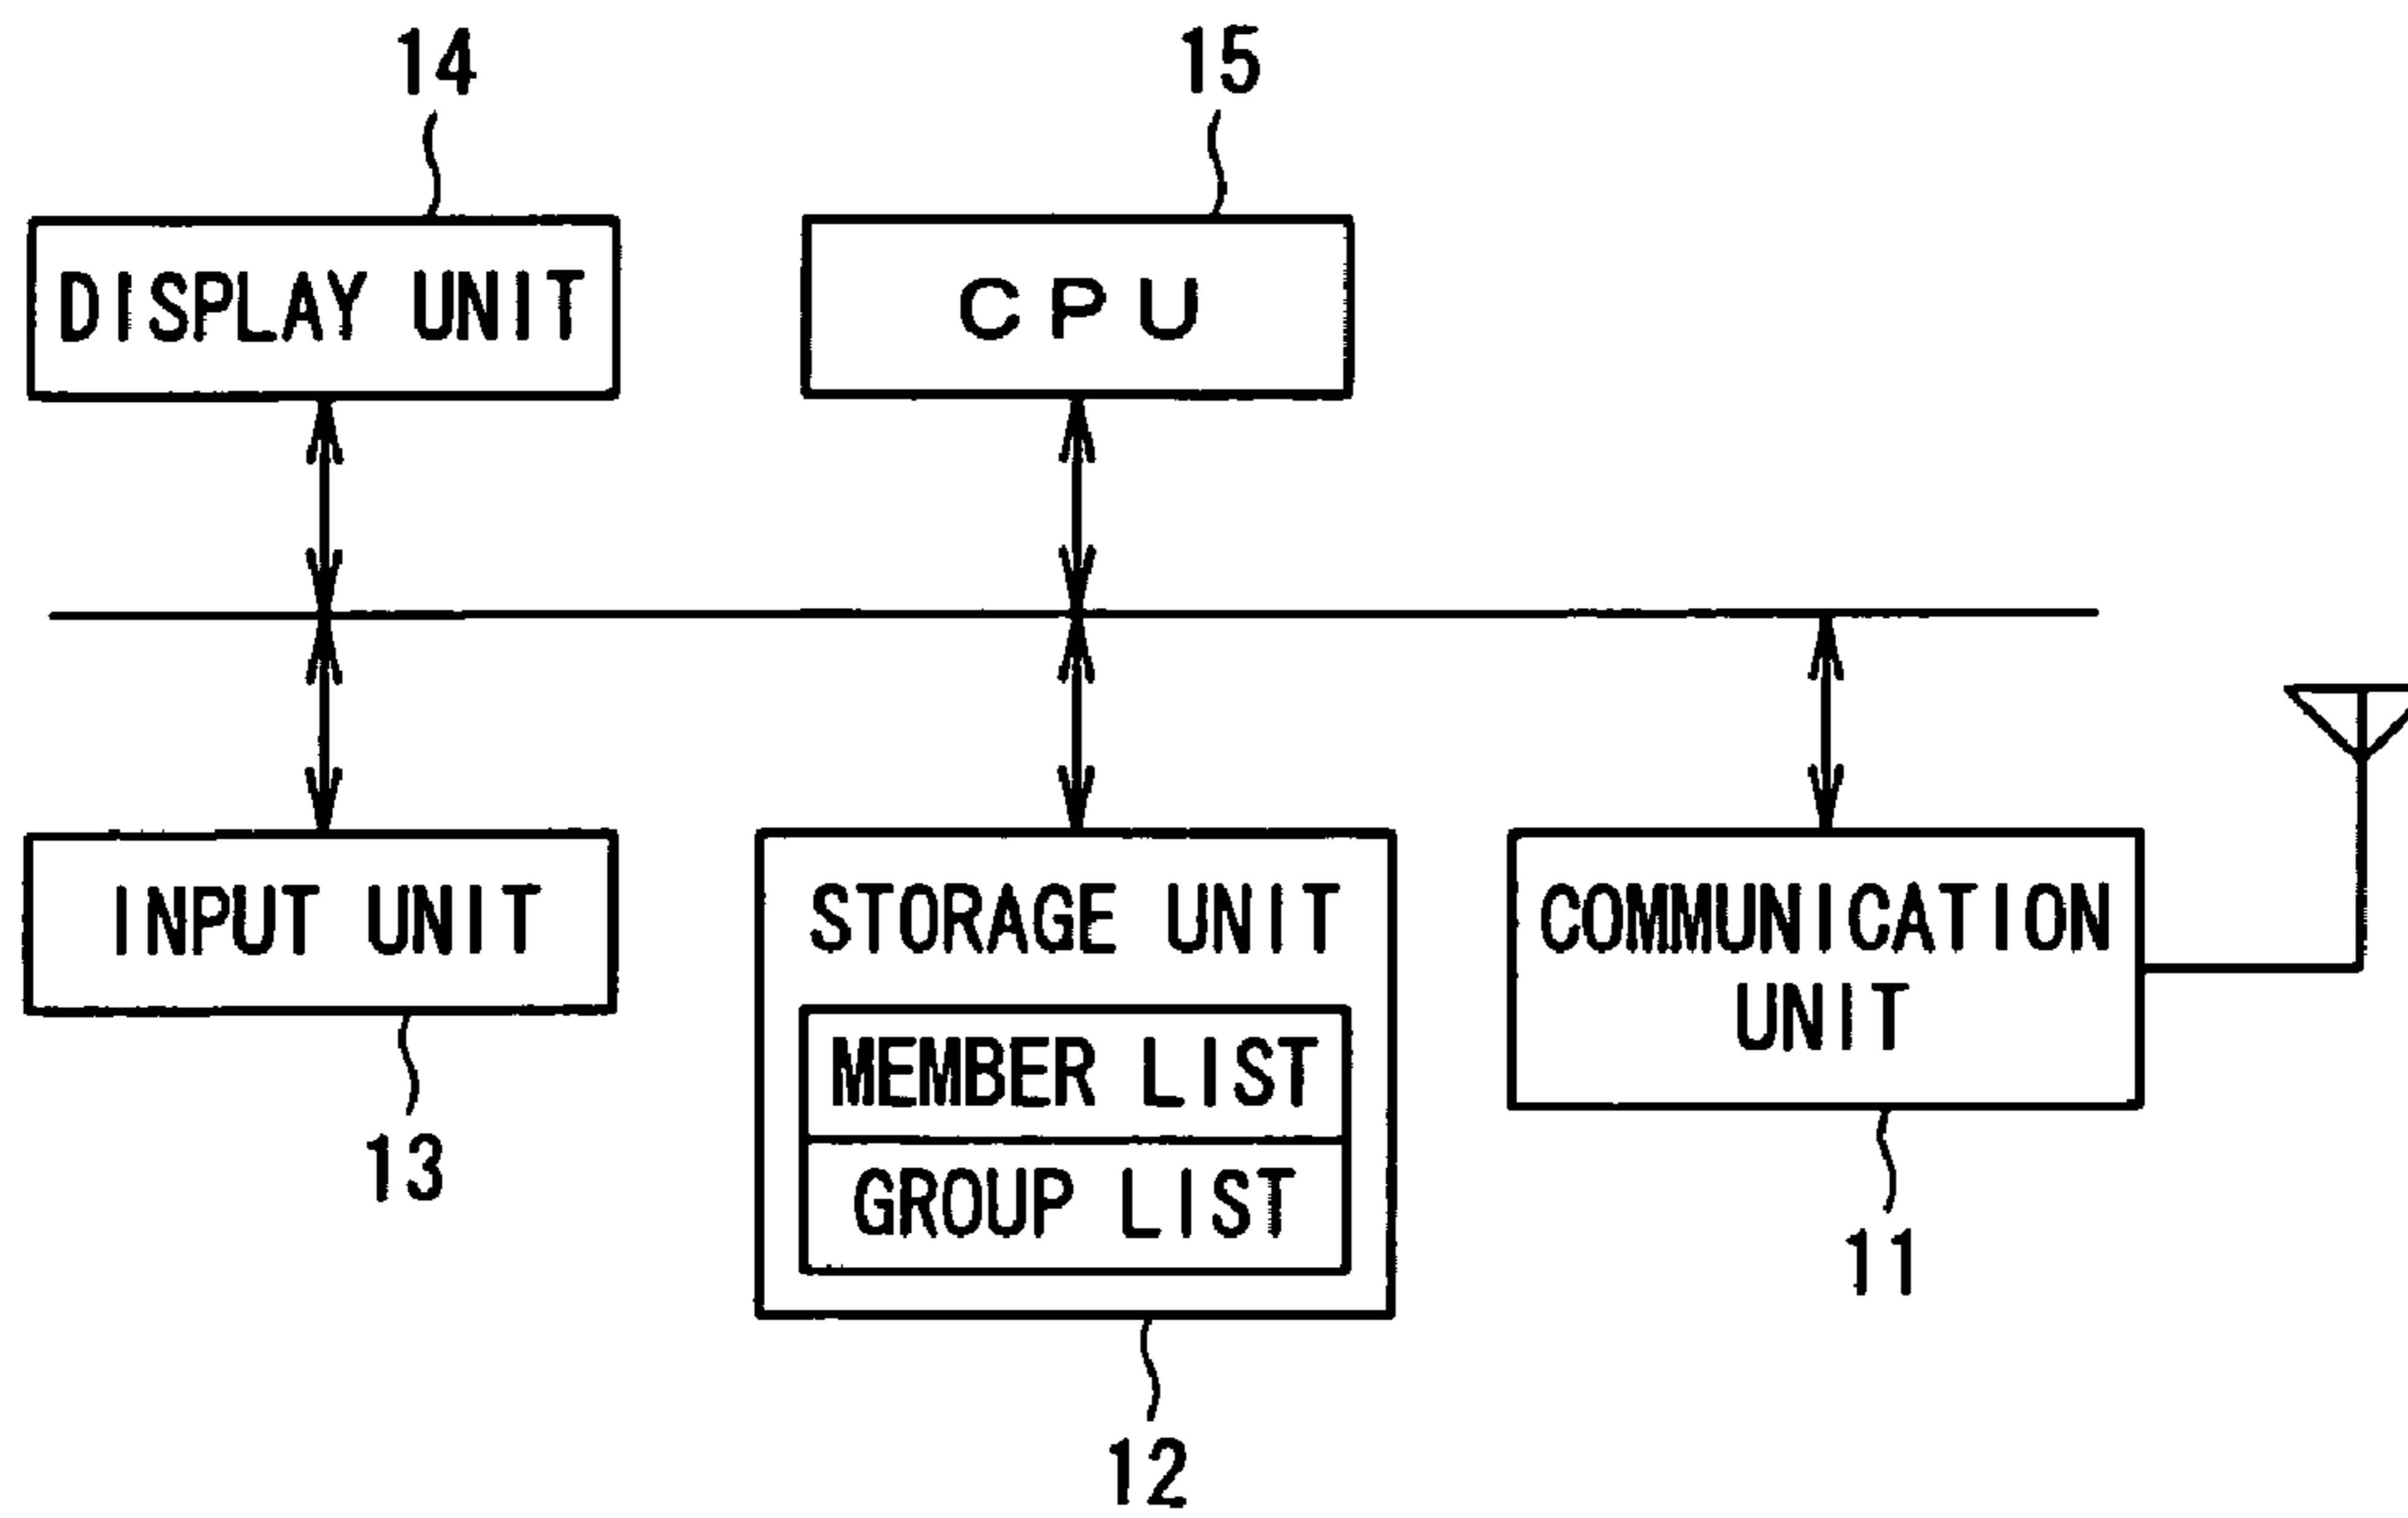 14
15
DISPLAY UNIT
CPU
INPUT UNIT
STORAGE UNIT
COMMUNICATION
UNIT
MEMBER LIST
GROUP LIST
13
11
12